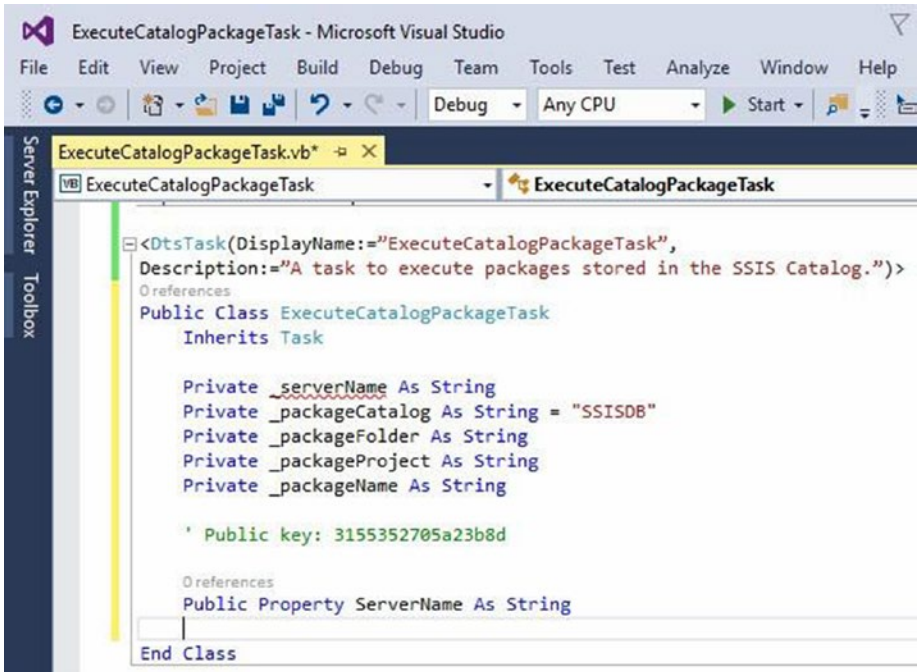 ExecuteCatalogPackageTask - Microsoft Visual Studio
File Edit View Project Build Debug Team Tools Test Analyze Window Help
Debug Any CPU Start
Server Explorer
Toolbox
ExecuteCatalogPackageTask.vb*
VB ExecuteCatalogPackageTask ExecuteCatalogPackageTask
<DtsTask(DisplayName:=”ExecuteCatalogPackageTask”,
Description:=”A task to execute packages stored in the SSIS Catalog.”)>
0 references
Public Class ExecuteCatalogPackageTask
Inherits Task
Private _serverName As String
Private _packageCatalog As String = "SSISDB"
Private _packageFolder As String
Private _packageProject As String
Private _packageName As String
' Public key: 3155352705a23b8d
0 references
Public Property ServerName As String
End Class